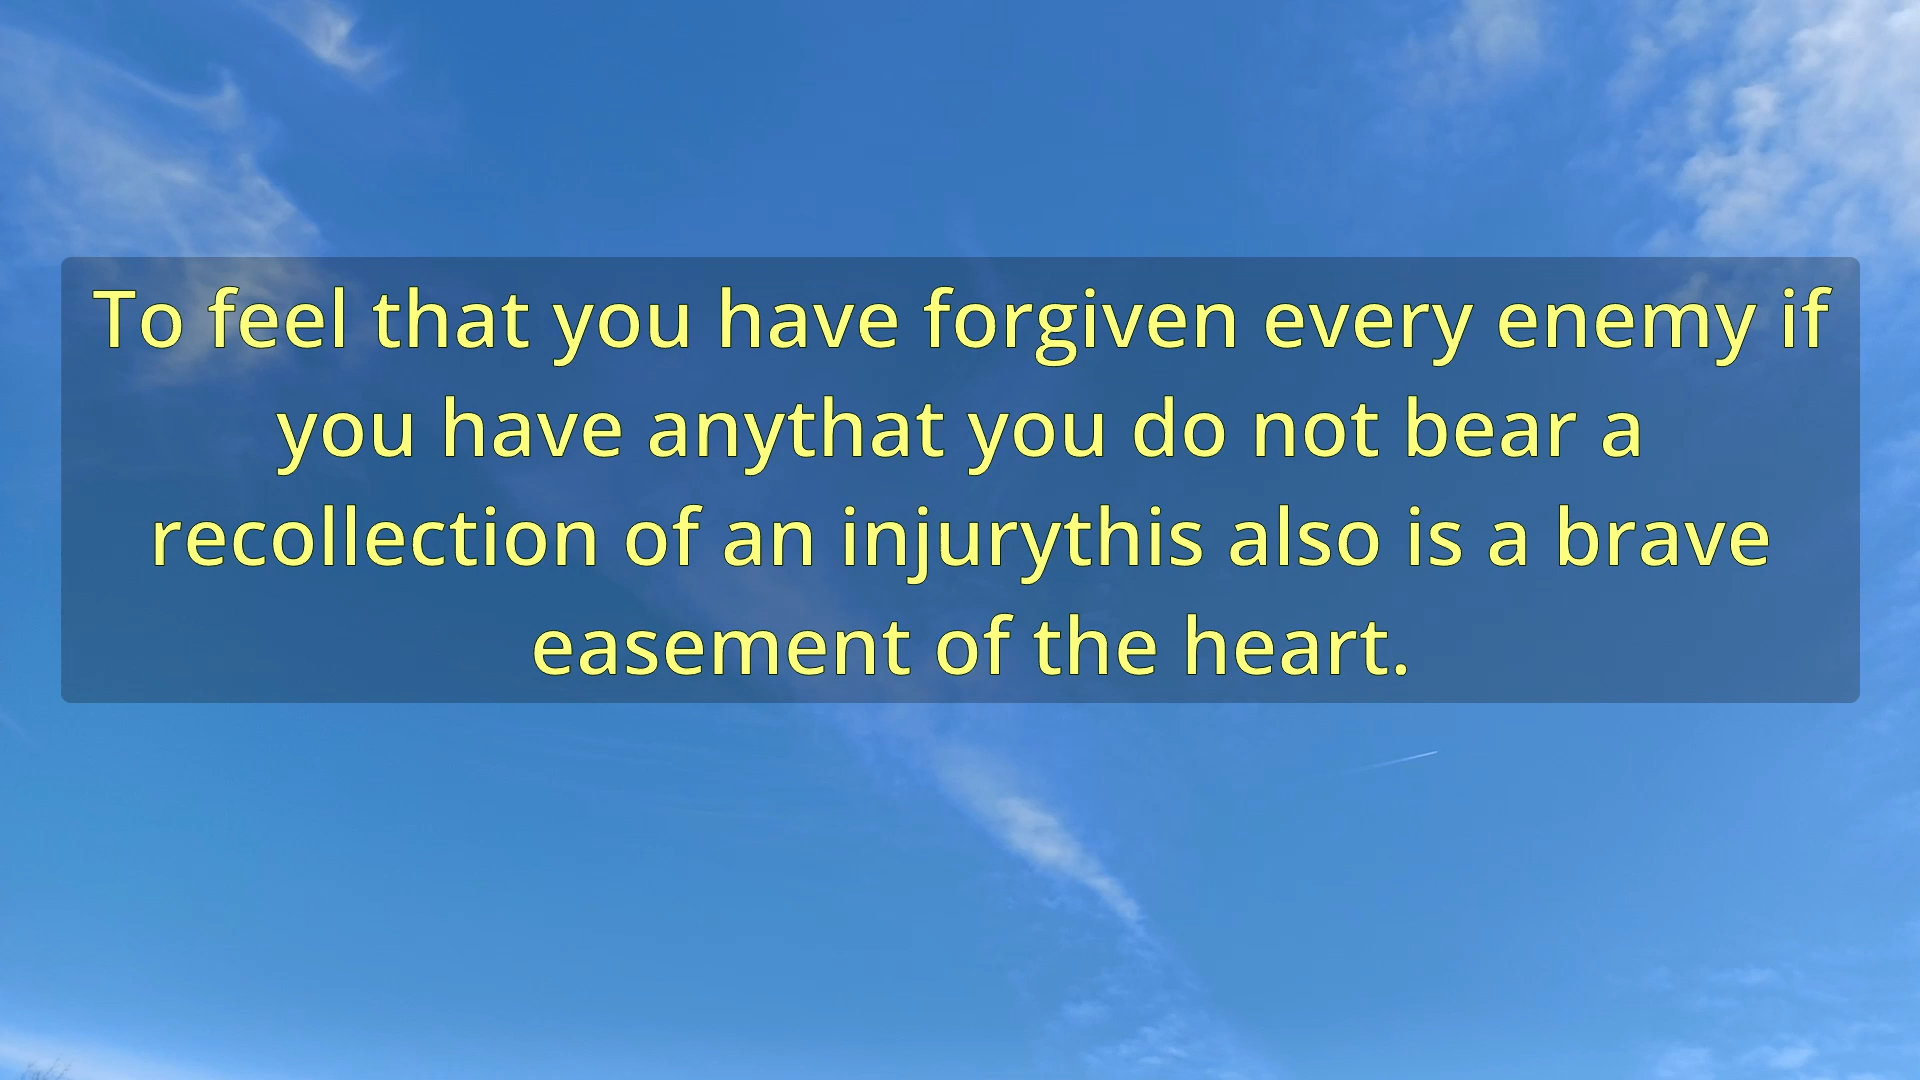 To feel that you have forgiven every enemy if
you have anythat you do not bear a
recollection of an injurythis also is a brave
easement of the heart.